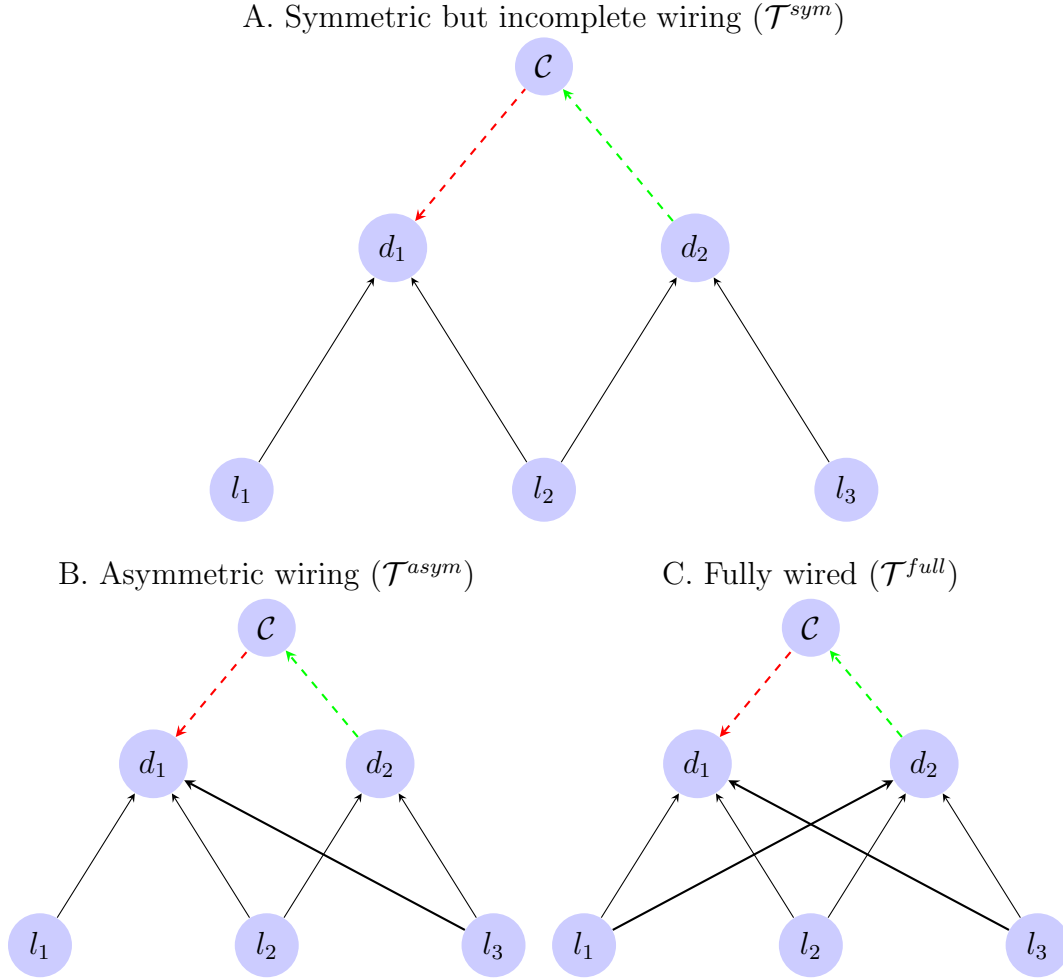 A. Symmetric but incomplete wiring (𝒯^{sym})
𝒞
d₁ d₂
l₁ l₂ l₃
B. Asymmetric wiring (𝒯^{asym})
𝒞
d₁ d₂
l₁ l₂ l₃
C. Fully wired (𝒯^{full})
𝒞
d₁ d₂
l₁ l₂ l₃